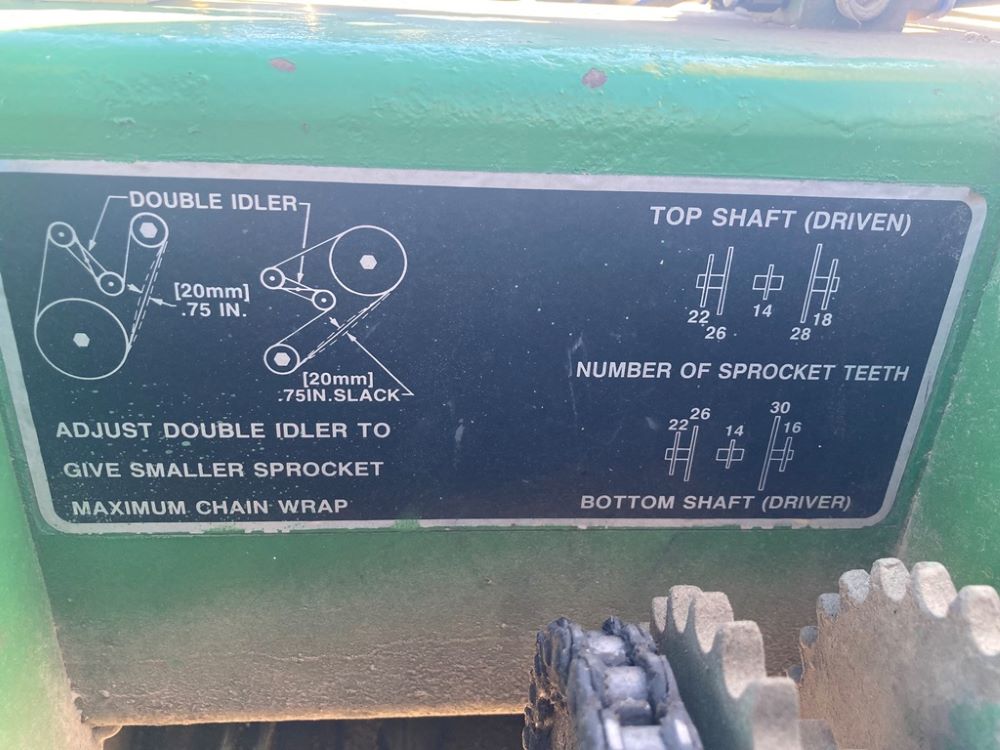 DOUBLE IDLER
[20mm]
.75 IN.
[20mm]
.75IN.SLACK
ADJUST DOUBLE IDLER TO
GIVE SMALLER SPROCKET
MAXIMUM CHAIN WRAP
TOP SHAFT (DRIVEN)
22 26 14 28 18
NUMBER OF SPROCKET TEETH
22 26 14 30 16
BOTTOM SHAFT (DRIVER)